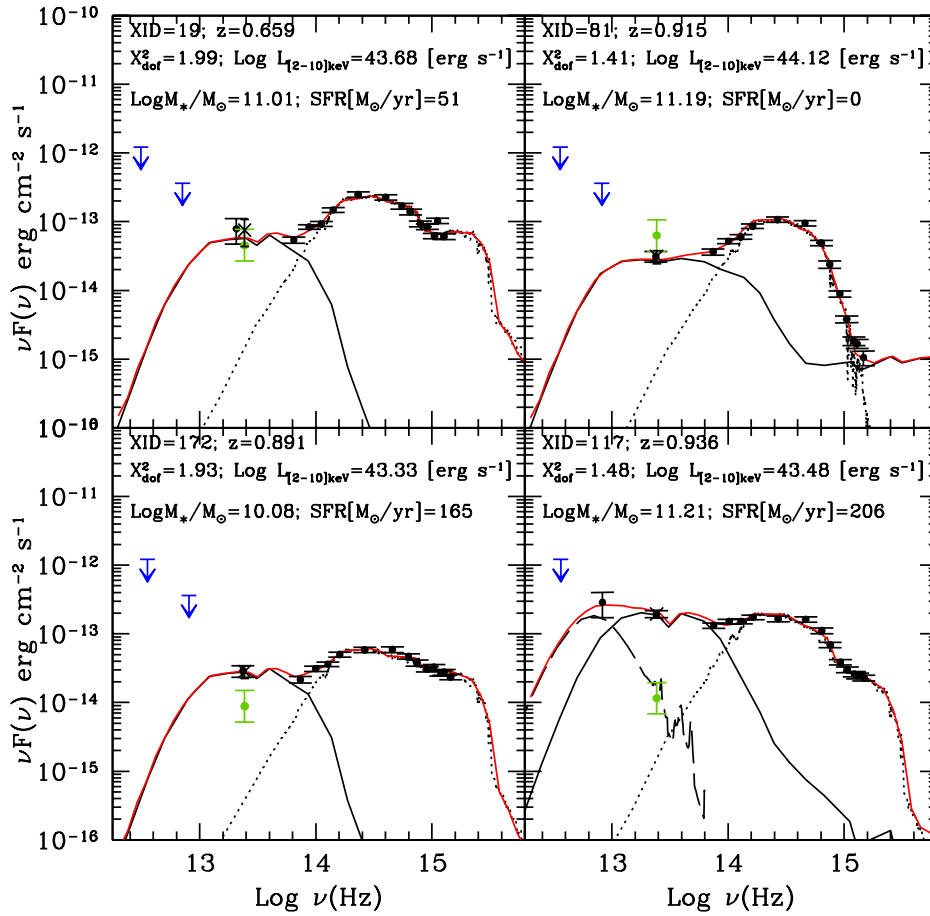 10⁻¹⁰
10⁻¹¹
10⁻¹²
10⁻¹³
10⁻¹⁴
10⁻¹⁵
10⁻¹⁶
νF(ν) erg cm⁻² s⁻¹
XID=19; z=0.659
X²dof=1.99; Log L[2-10]keV=43.68 [erg s⁻¹]
LogM*/M⊙=11.01; SFR[M⊙/yr]=51
XID=81; z=0.915
X²dof=1.41; Log L[2-10]keV=44.12 [erg s⁻¹]
LogM*/M⊙=11.19; SFR[M⊙/yr]=0
10⁻¹¹
10⁻¹²
10⁻¹³
10⁻¹⁴
10⁻¹⁵
10⁻¹⁶
νF(ν) erg cm⁻² s⁻¹
XID=172; z=0.891
X²dof=1.93; Log L[2-10]keV=43.33 [erg s⁻¹]
LogM*/M⊙=10.08; SFR[M⊙/yr]=165
XID=117; z=0.936
X²dof=1.48; Log L[2-10]keV=43.48 [erg s⁻¹]
LogM*/M⊙=11.21; SFR[M⊙/yr]=206
13 14 15
13 14 15
Log ν(Hz)
Log ν(Hz)